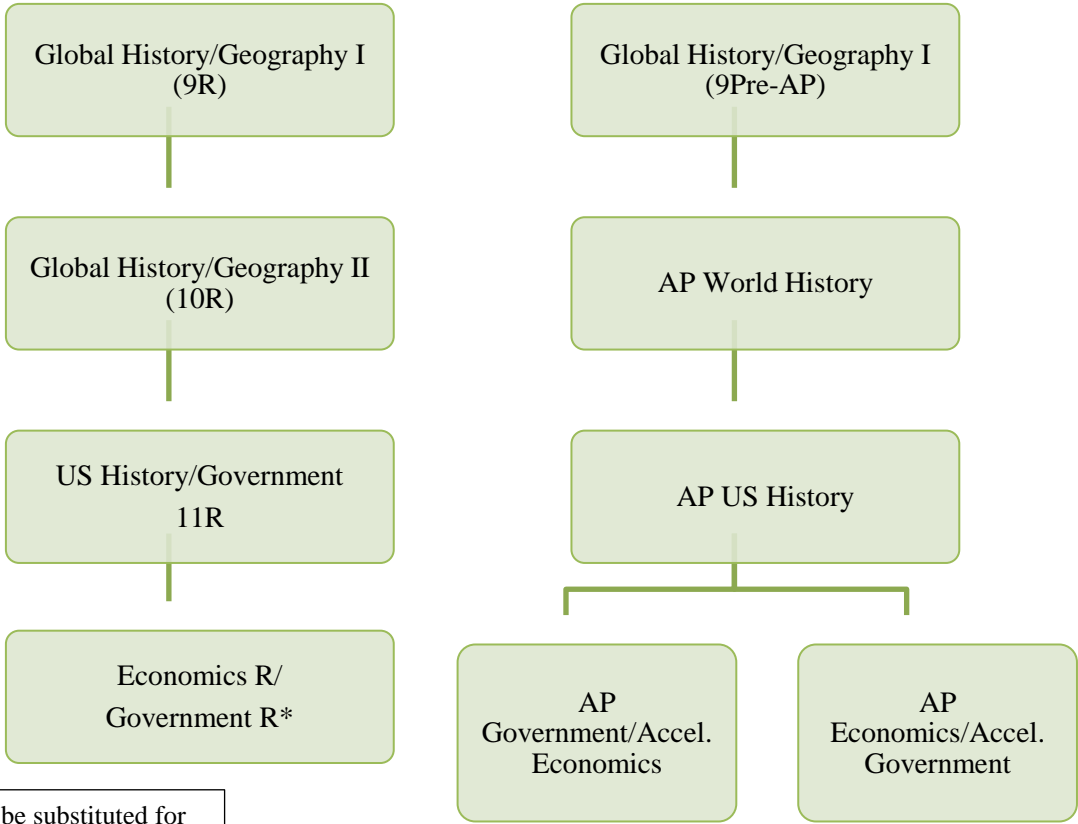 Global History/Geography I
(9R)
Global History/Geography II
(10R)
US History/Government
11R
Economics R/
Government R*
Global History/Geography I
(9Pre-AP)
AP World History
AP US History
AP
Government/Accel.
Economics
AP
Economics/Accel.
Government
be substituted for